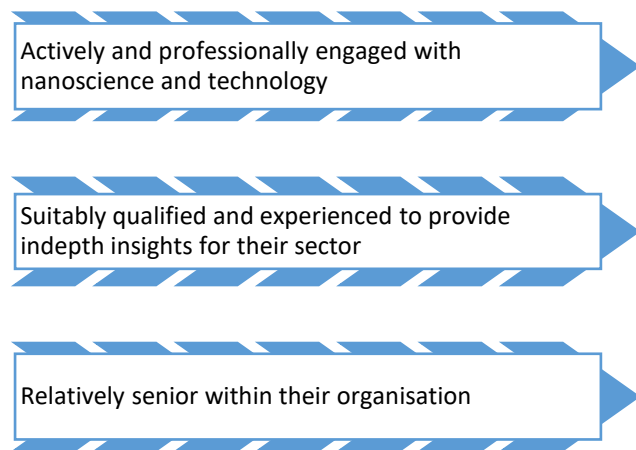 Actively and professionally engaged with
nanoscience and technology
Suitably qualified and experienced to provide
indepth insights for their sector
Relatively senior within their organisation